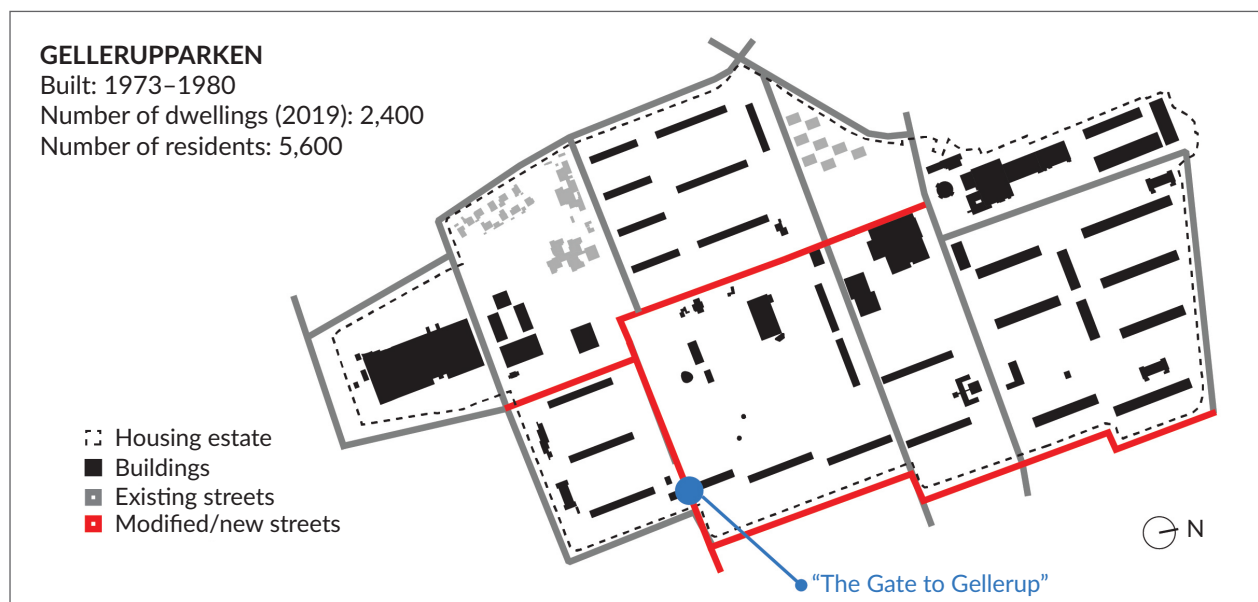 GELLERUPPARKEN
Built: 1973–1980
Number of dwellings (2019): 2,400
Number of residents: 5,600
Housing estate
Buildings
Existing streets
Modified/new streets
“The Gate to Gellerup”
N